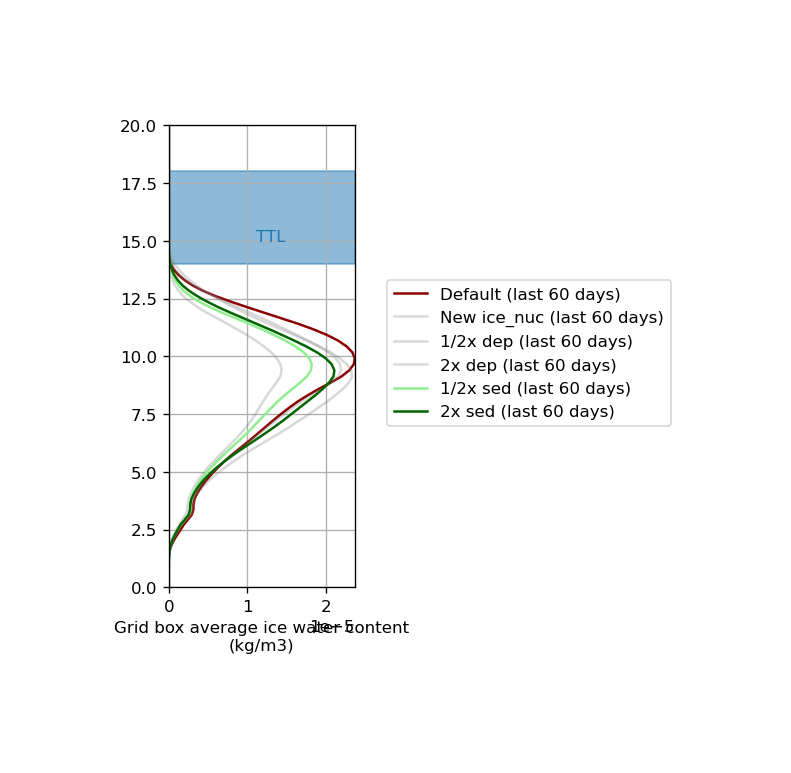 20.0
17.5
15.0
12.5
10.0
7.5
5.0
2.5
0.0
TTL
0 1 2
1e−5
Grid box average ice water content
(kg/m3)
Default (last 60 days)
New ice_nuc (last 60 days)
1/2x dep (last 60 days)
2x dep (last 60 days)
1/2x sed (last 60 days)
2x sed (last 60 days)